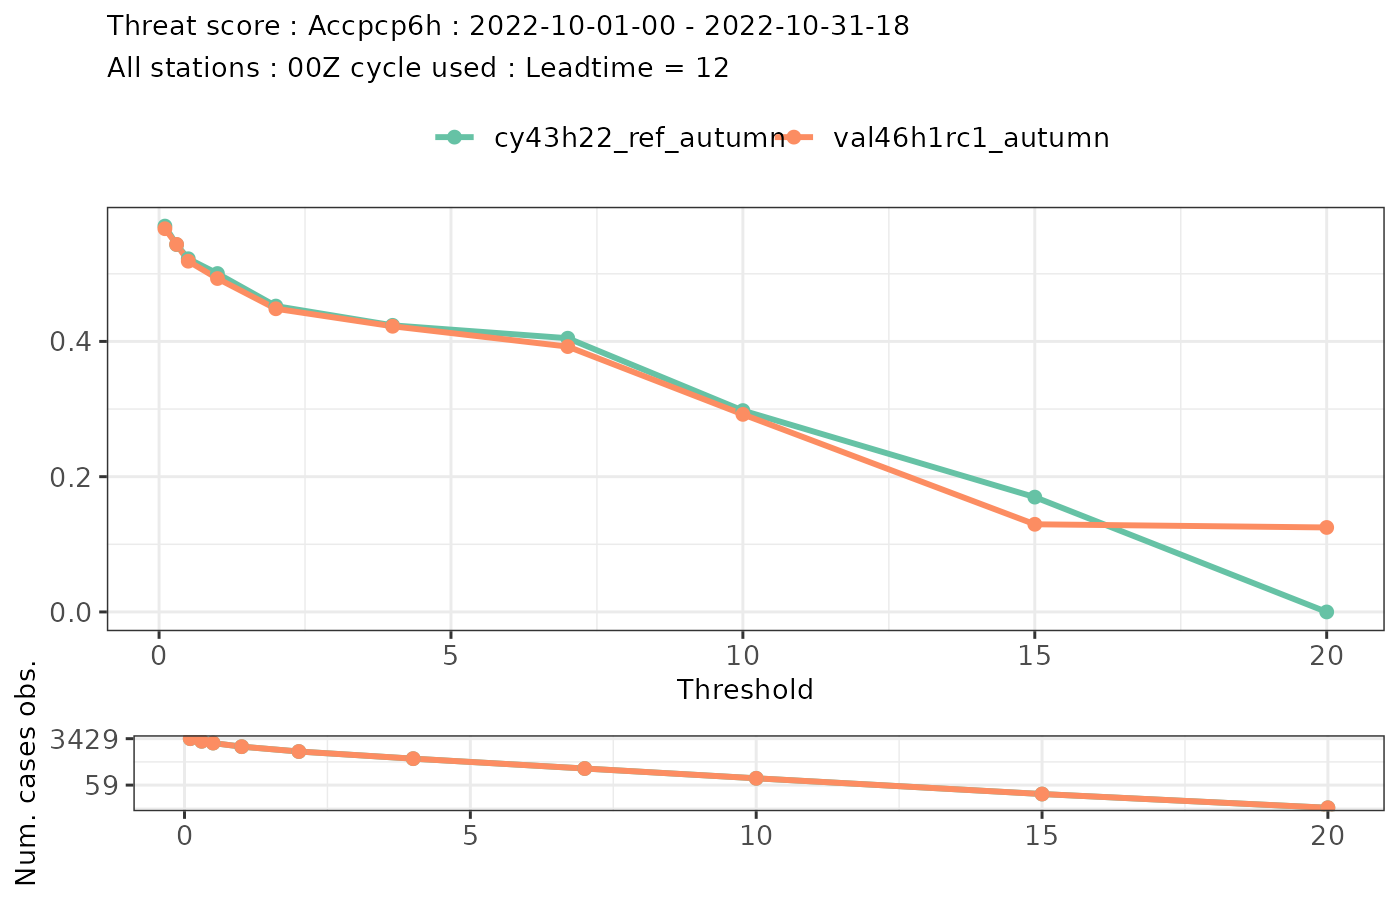 Threat score : Accpcp6h : 2022-10-01-00 - 2022-10-31-18
All stations : 00Z cycle used : Leadtime = 12
cy43h22_ref_autumn val46h1rc1_autumn
0.4
0.2
0.0
0 5 10 15 20
Threshold
Num. cases obs.
3429
59
0 5 10 15 20